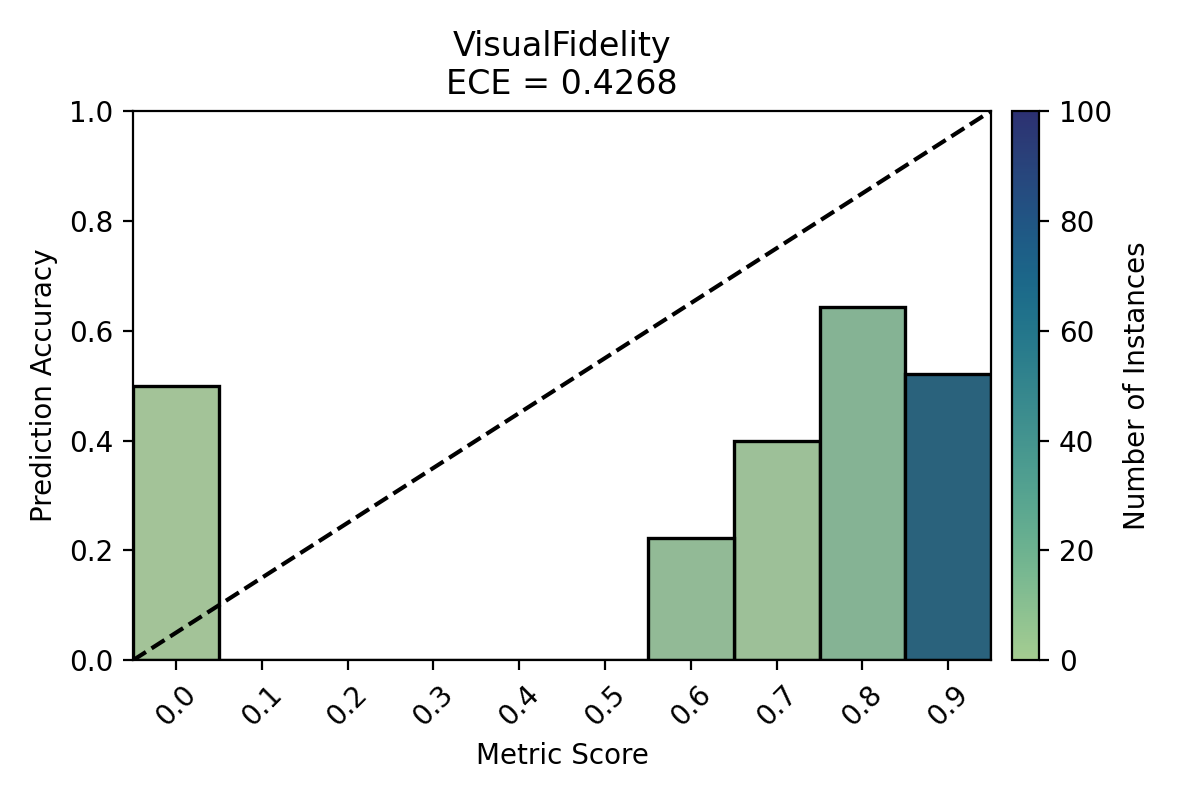 VisualFidelity
ECE = 0.4268
Prediction Accuracy
1.0
0.8
0.6
0.4
0.2
0.0
0.0 0.1 0.2 0.3 0.4 0.5 0.6 0.7 0.8 0.9
Metric Score
100
80
60
40
20
0
Number of Instances